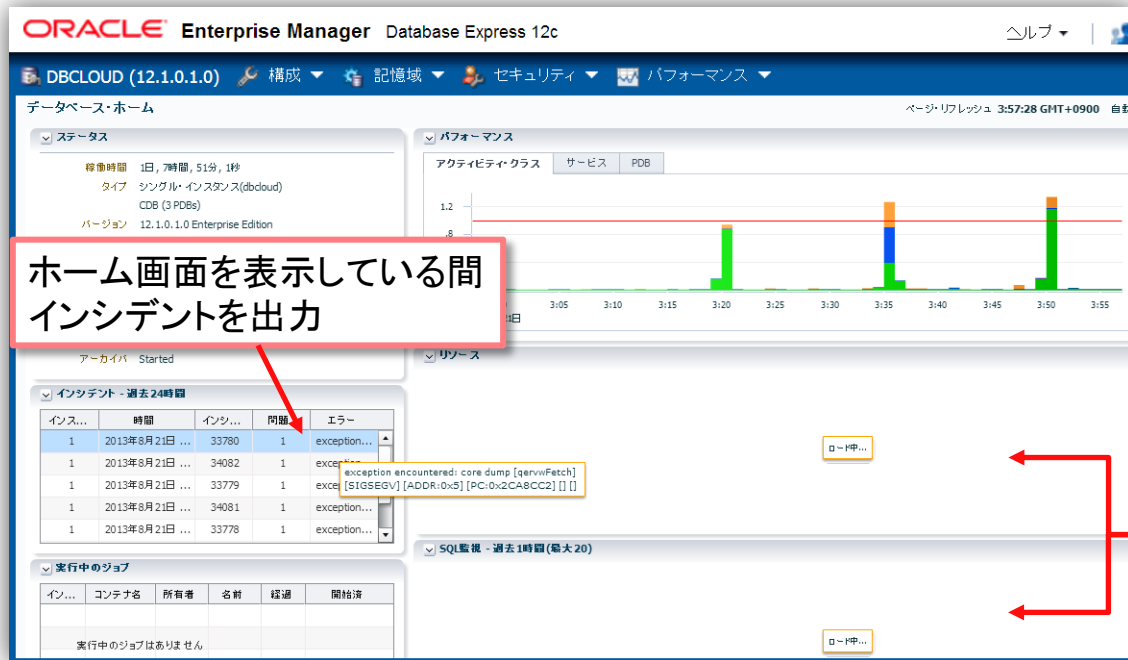 ORACLE Enterprise Manager Database Express 12c
ヘルプ
DBCLOUD (12.1.0.1.0) 構成 記憶域 セキュリティ パフォーマンス
データベース・ホーム
ページ・リフレッシュ 3:57:28 GMT+0900
ステータス
稼働時間 1日, 7時間, 51分, 1秒
タイプ シングル・インスタンス(dbcloud)
CDB (3 PDBs)
バージョン 12.1.0.1.0 Enterprise Edition
ホーム画面を表示している間
インシデントを出力
アーカイバ Started
パフォーマンス
アクティビティ・クラス サービス PDB
1.2
.8
3:05 3:10 3:15 3:20 3:25 3:30 3:35 3:40 3:45 3:50 3:55
リソース
ロード中...
インシデント - 過去24時間
インス... 時間 インシ... 問題 エラー
1 2013年8月21日 ... 33780 1 exception...
1 2013年8月21日 ... 34082 1
exception encountered: core dump [qervwFetch]
[SIGSEGV] [ADDR:0x5] [PC:0x2CA8CC2] [] []
1 2013年8月21日 ... 33779 1
1 2013年8月21日 ... 34081 1 exception...
1 2013年8月21日 ... 33778 1 exception...
SQL監視 - 過去1時間(最大20)
ロード中...
実行中のジョブ
イン... コンテナ名 所有者 名前 経過 開始済
実行中のジョブはありません